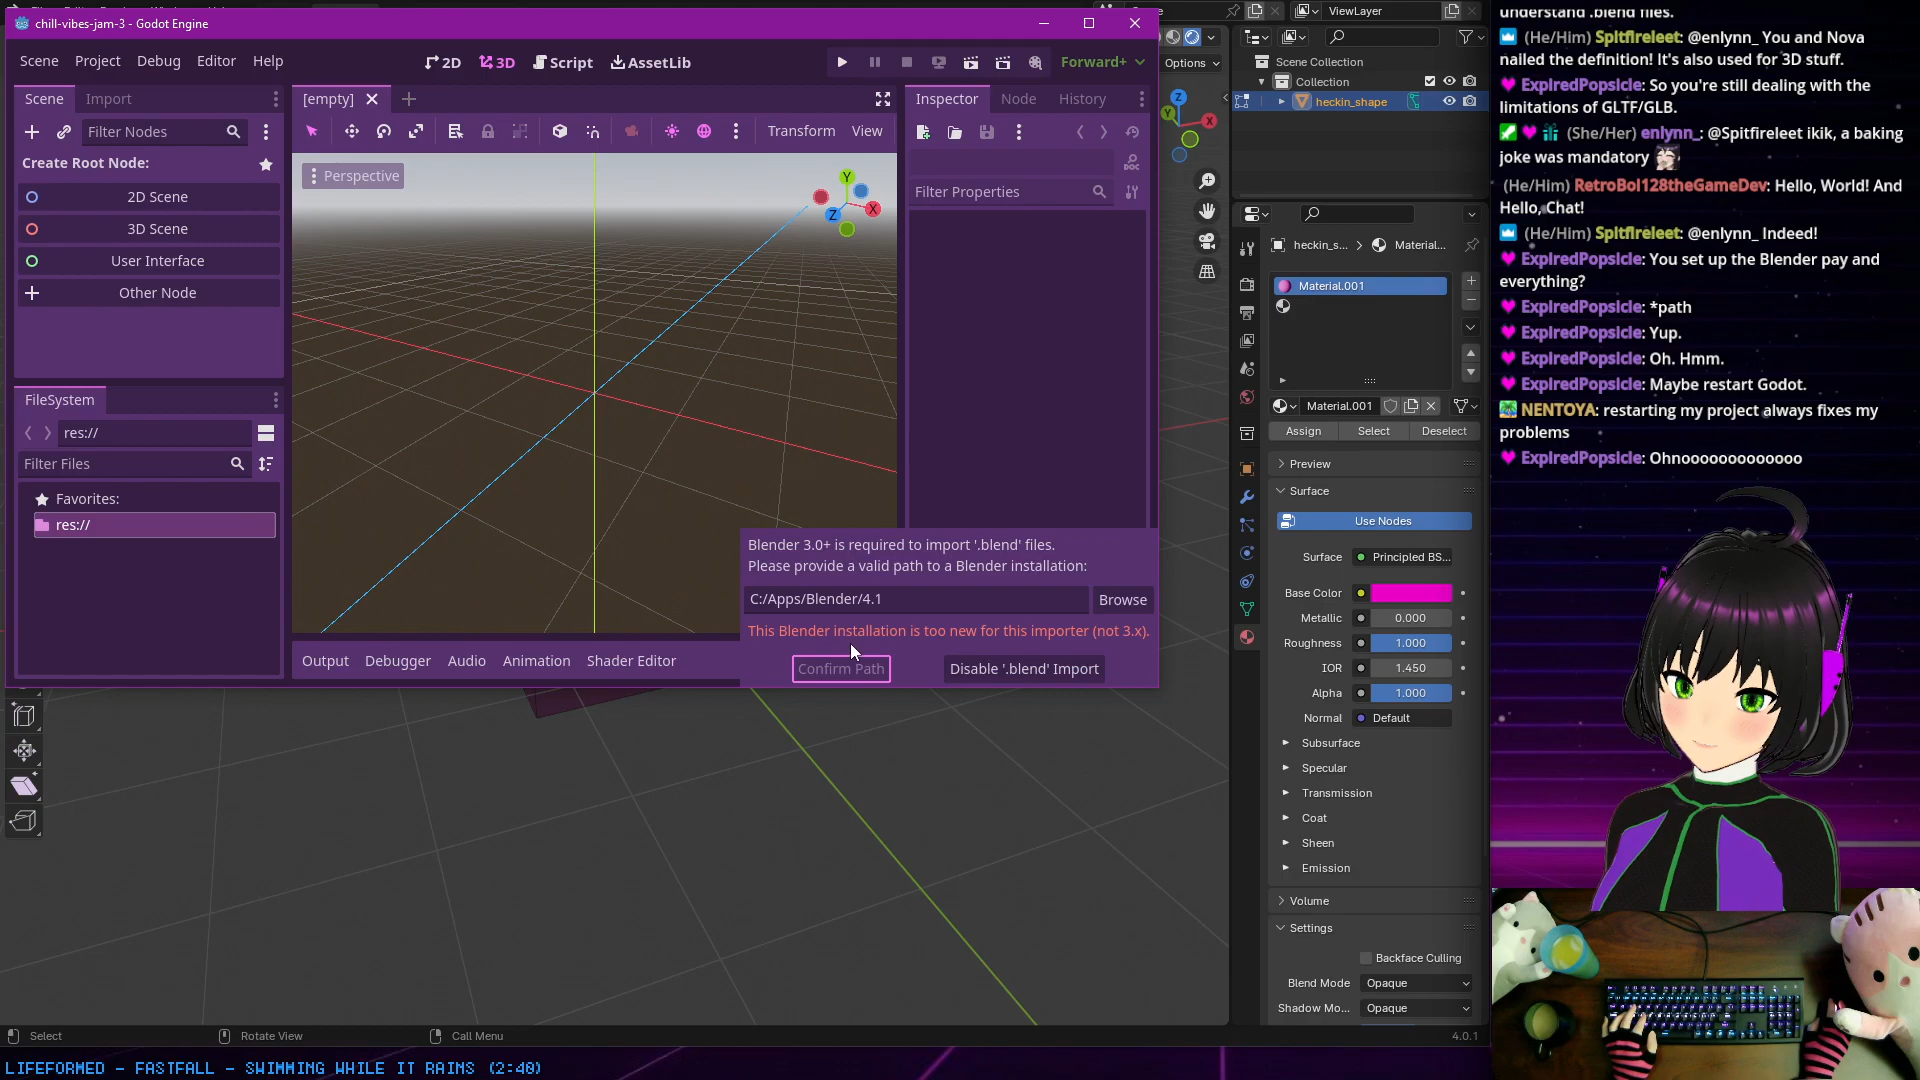 chill-vibes-jam-3 - Godot Engine
Scene Project Debug Editor Help
2D 3D Script AssetLib
Forward+
Scene Import
Filter Nodes
Create Root Node:
2D Scene
3D Scene
User Interface
Other Node
FileSystem
res://
Filter Files
Favorites:
res://
[empty]
Transform View
Perspective
Y
Z X
Output Debugger Audio Animation Shader Editor
Inspector Node History
DOC
Filter Properties
Blender 3.0+ is required to import '.blend' files.
Please provide a valid path to a Blender installation:
C:/Apps/Blender/4.1
Browse
This Blender installation is too new for this importer (not 3.x).
Confirm Path
Disable '.blend' Import
ViewLayer
Options
Z
Y X
Scene Collection
Collection
heckin_shape
heckin_s... > Material...
Material.001
Material.001
Assign Select Deselect
Preview
Surface
Use Nodes
Surface Principled BS...
Base Color
Metallic 0.000
Roughness 1.000
IOR 1.450
Alpha 1.000
Normal Default
Subsurface
Specular
Transmission
Coat
Sheen
Emission
Volume
Settings
Backface Culling
Blend Mode Opaque
Shadow Mo... Opaque
Select
Rotate View
Call Menu
4.0.1
understand .blend files.
(He/Him) Spitfireleet: @enlynn_ You and Nova
nailed the definition! It's also used for 3D stuff.
ExpiredPopsicle: So you're still dealing with the
limitations of GLTF/GLB.
(She/Her) enlynn_: @Spitfireleet ikik, a baking
joke was mandatory
(He/Him) RetroBol128theGameDev: Hello, World! And
Hello, Chat!
(He/Him) Spitfireleet: @enlynn_ Indeed!
ExpiredPopsicle: You set up the Blender pay and
everything?
ExpiredPopsicle: *path
ExpiredPopsicle: Yup.
ExpiredPopsicle: Oh. Hmm.
ExpiredPopsicle: Maybe restart Godot.
NENTOYA: restarting my project always fixes my
problems
ExpiredPopsicle: Ohnooooooooooooo
LIFEFORMED - FASTFALL - SWIMMING WHILE IT RAINS (2:40)